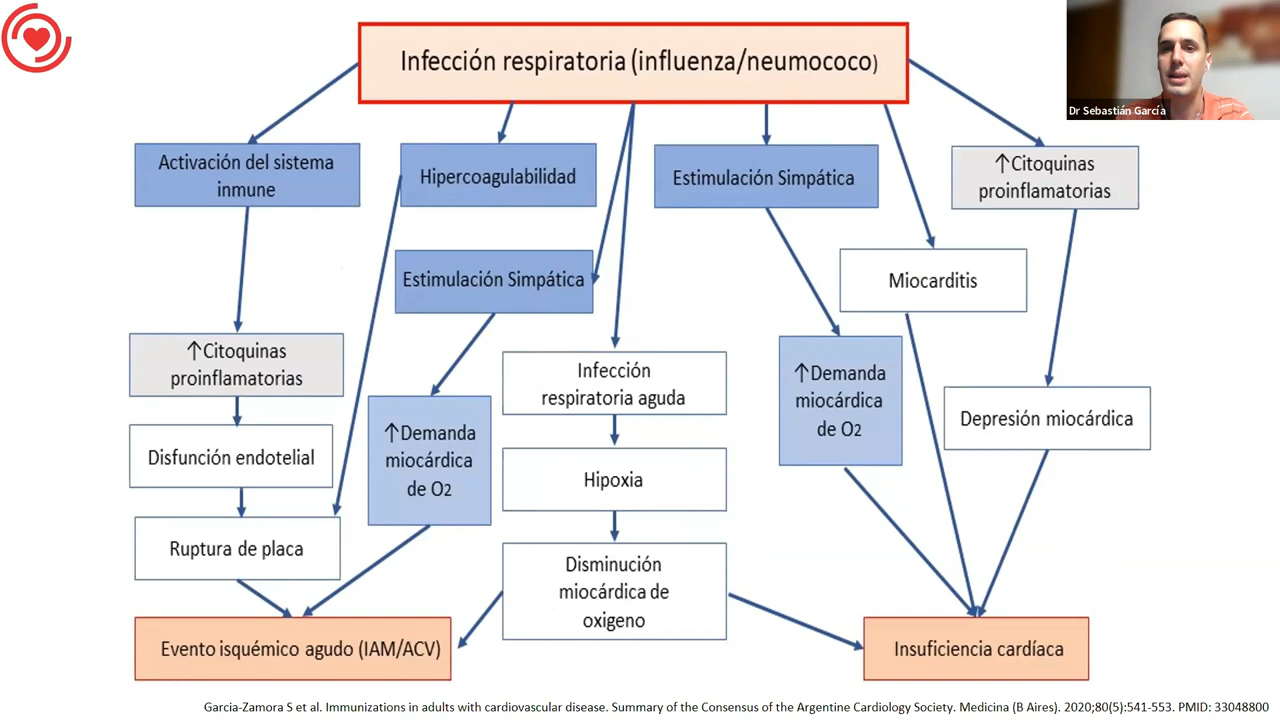 Infección respiratoria (influenza/neumococo)
Dr Sebastián García
Activación del sistema
inmune
Hipercoagulabilidad
Estimulación Simpática
↑Citoquinas
proinflamatorias
Estimulación Simpática
Miocarditis
↑Citoquinas
proinflamatorias
Infección
respiratoria aguda
↑Demanda
miocárdica
de O2
Depresión miocárdica
↑Demanda
miocárdica
de O2
Disfunción endotelial
Hipoxia
Ruptura de placa
Disminución
miocárdica de
oxigeno
Evento isquémico agudo (IAM/ACV)
Insuficiencia cardíaca
Garcia-Zamora S et al. Immunizations in adults with cardiovascular disease. Summary of the Consensus of the Argentine Cardiology Society. Medicina (B Aires). 2020;80(5):541-553. PMID: 33048800